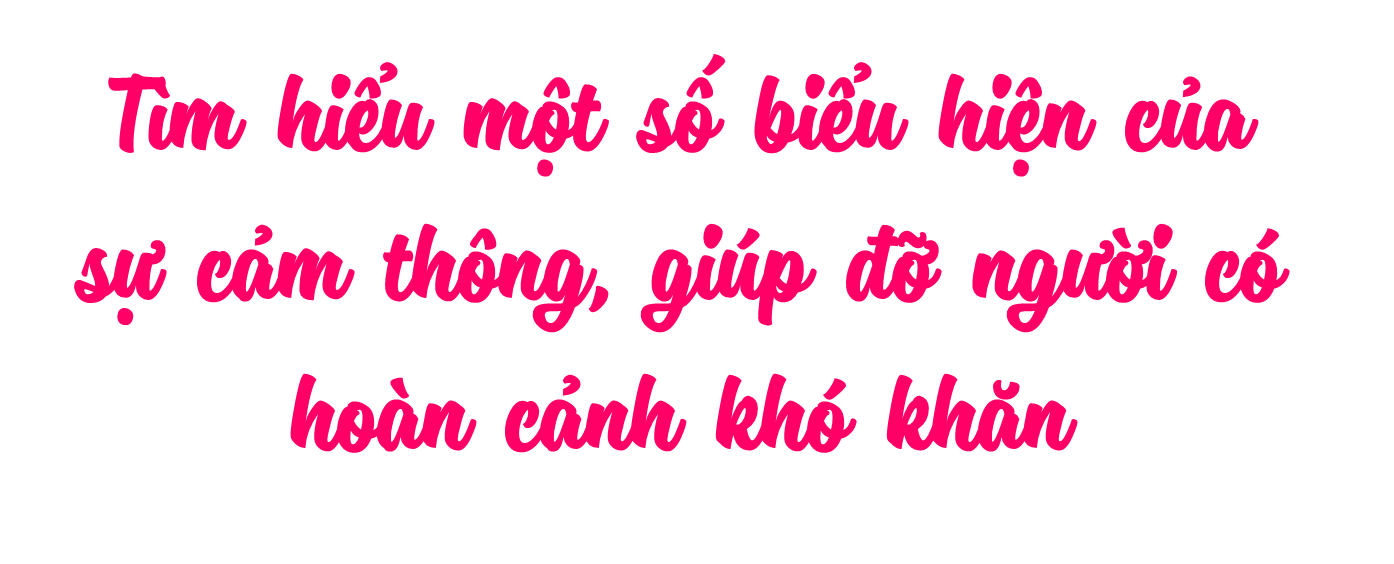 Tìm hiểu một số biểu hiện của
sự cảm thông, giúp đỡ người có
hoàn cảnh khó khăn